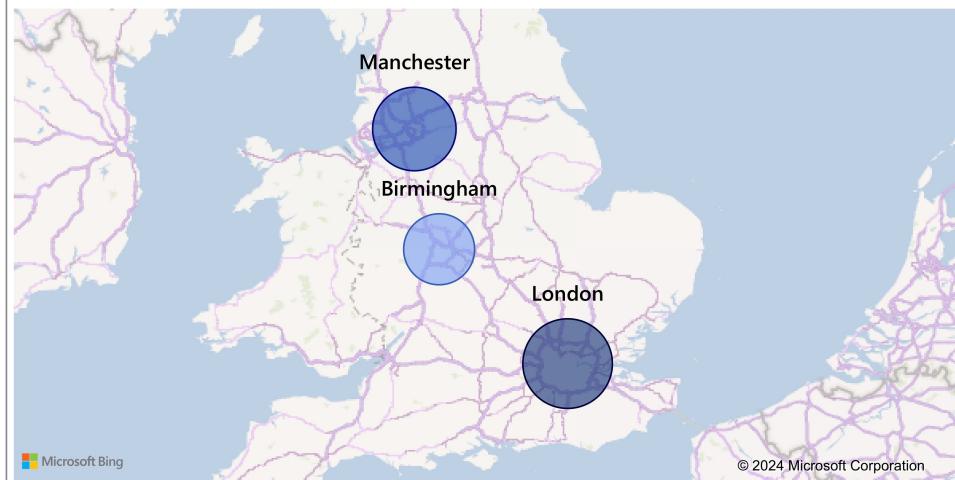 Manchester
Birmingham
London
Microsoft Bing
© 2024 Microsoft Corporation